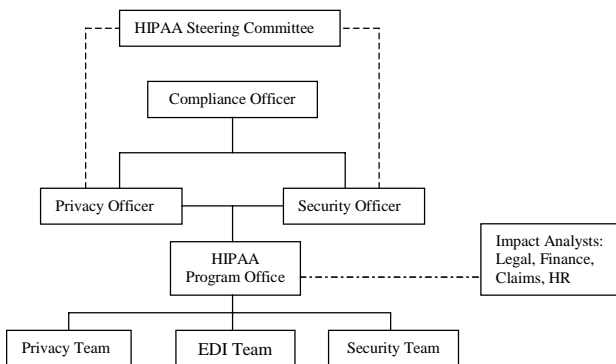 HIPAA Steering Committee
Compliance Officer
Privacy Officer
Security Officer
HIPAA
Program Office
Impact Analysts:
Legal, Finance,
Claims, HR
Privacy Team
EDI Team
Security Team